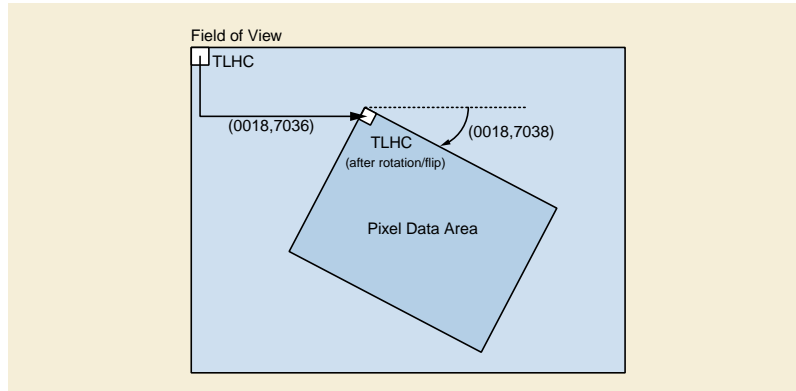 Field of View
TLHC
(0018,7036)
(0018,7038)
TLHC
(after rotation/flip)
Pixel Data Area